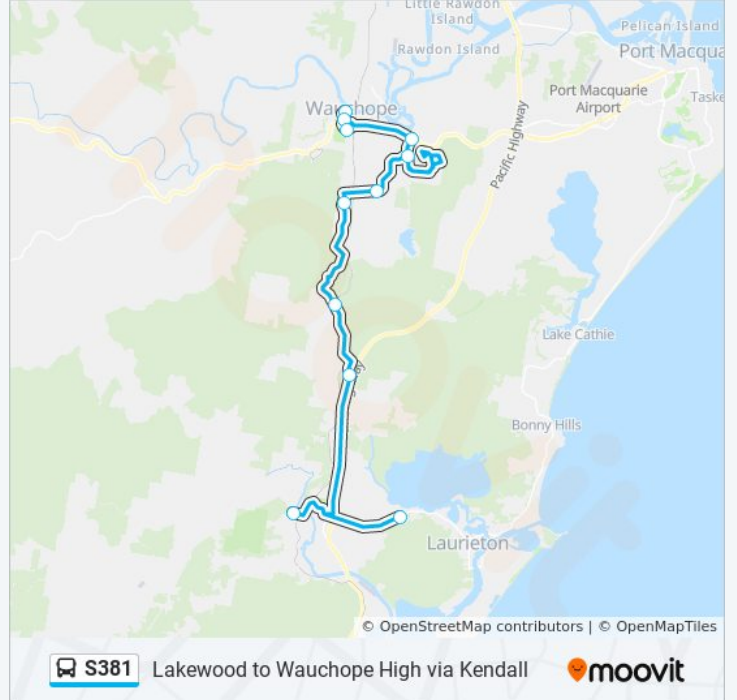 Little Rawdon
Island
Pelican Island
Rawdon Island
Port Macqua
Port Macquarie
Airport
Taske
Wauchope
Pacific Highway
Lake Cathie
Bonny Hills
Laurieton
© OpenStreetMap contributors | © OpenMapTiles
S381
Lakewood to Wauchope High via Kendall
moovit